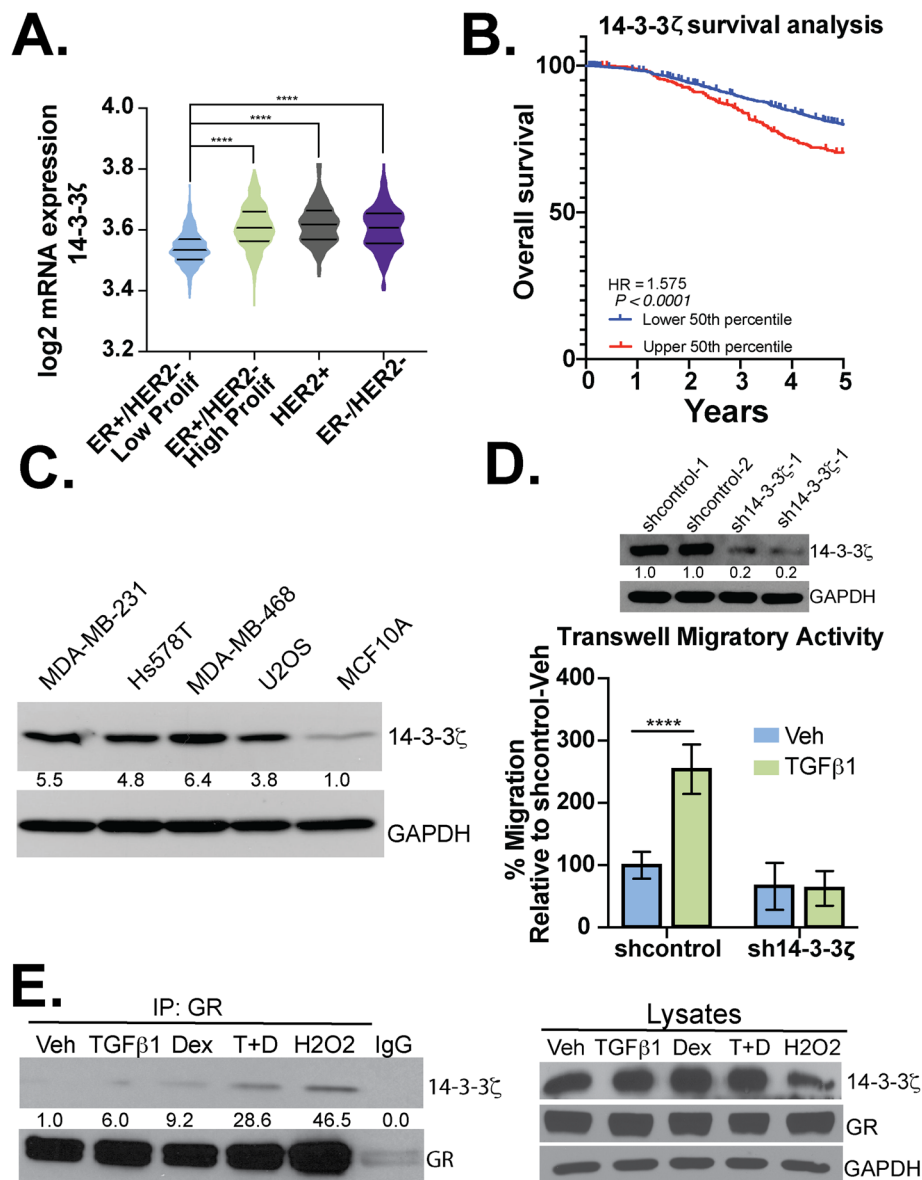 A.
log2 mRNA expression
14-3-3ζ
4.0
3.8
3.6
3.4
3.2
****
****
****
ER+/HER2-
Low Prolif
ER+/HER2-
High Prolif
HER2+
ER-/HER2-
B.
14-3-3ζ survival analysis
Overall survival
100
50
0
HR = 1.575
P < 0.0001
Lower 50th percentile
Upper 50th percentile
0 1 2 3 4 5
Years
C.
MDA-MB-231 Hs578T MDA-MB-468 U2OS MCF10A
14-3-3ζ
5.5 4.8 6.4 3.8 1.0
GAPDH
D.
shcontrol-1 shcontrol-2 sh14-3-3ζ-1 sh14-3-3ζ-1
14-3-3ζ
1.0 1.0 0.2 0.2
GAPDH
Transwell Migratory Activity
% Migration
Relative to shcontrol-Veh
400
300
200
100
0
****
Veh
TGFβ1
shcontrol sh14-3-3ζ
E.
IP: GR
Veh TGFβ1 Dex T+D H2O2 IgG
14-3-3ζ
1.0 6.0 9.2 28.6 46.5 0.0
GR
Lysates
Veh TGFβ1 Dex T+D H2O2
14-3-3ζ
GR
GAPDH